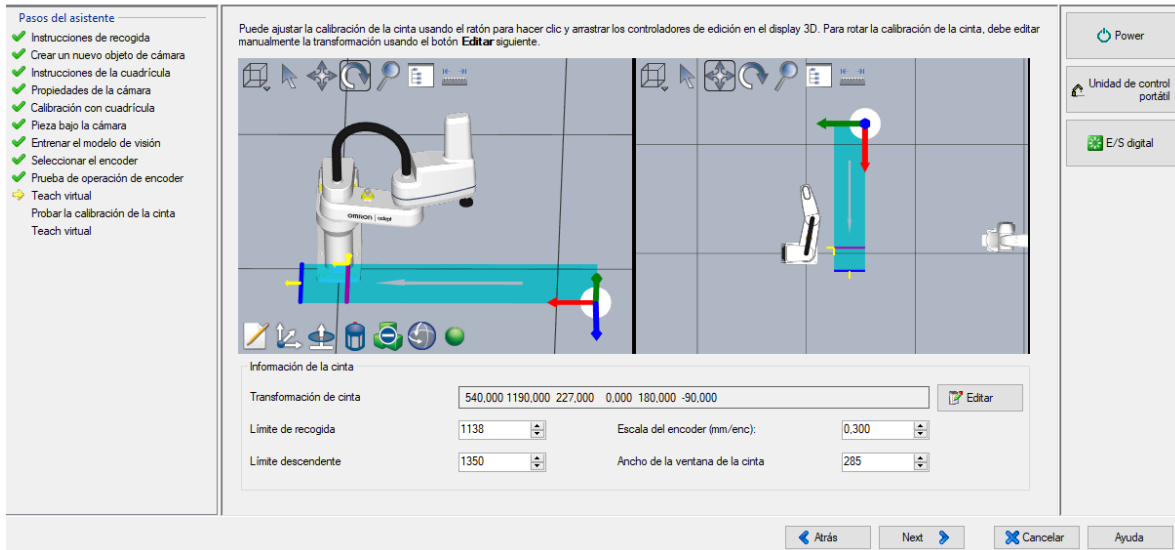 Pasos del asistente
Instrucciones de recogida
Crear un nuevo objeto de cámara
Instrucciones de la cuadrícula
Propiedades de la cámara
Calibración con cuadrícula
Pieza bajo la cámara
Entrenar el modelo de visión
Seleccionar el encoder
Prueba de operación de encoder
Teach virtual
Probar la calibración de la cinta
Teach virtual
Puede ajustar la calibración de la cinta usando el ratón para hacer clic y arrastrar los controladores de edición en el display 3D. Para rotar la calibración de la cinta, debe editar
manualmente la transformación usando el botón Editar siguiente.
omron | adept
Información de la cinta
Transformación de cinta 540,000 1190,000 227,000 0,000 180,000 -90,000 Editar
Límite de recogida 1138 Escala del encoder (mm/enc): 0,300
Límite descendente 1350 Ancho de la ventana de la cinta 285
Power
Unidad de control
portátil
E/S digital
Atrás Next Cancelar Ayuda